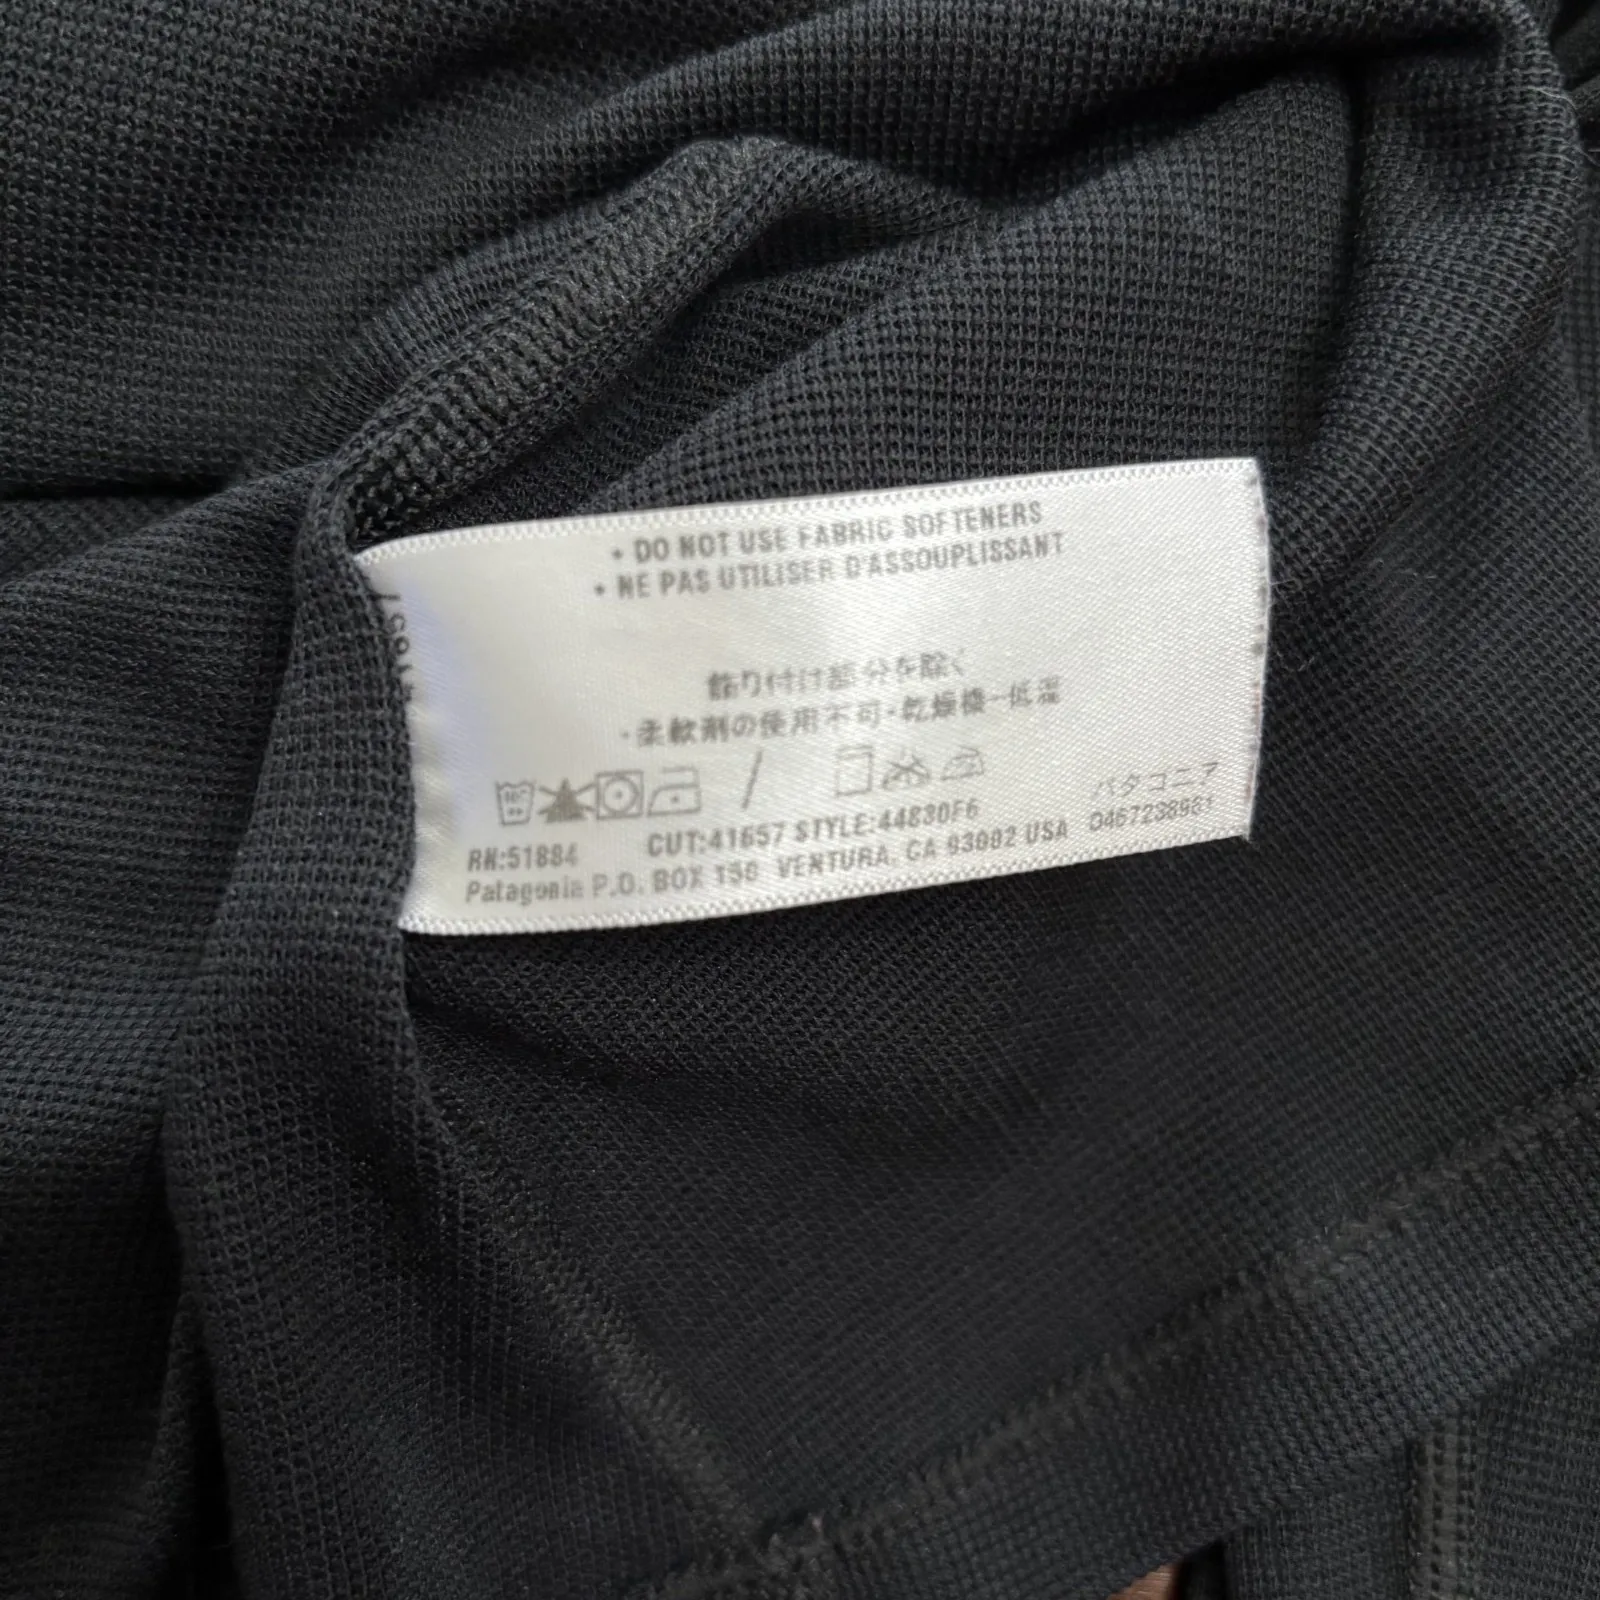 • DO NOT USE FABRIC SOFTENERS
• NE PAS UTILISER D'ASSOUPLISSANT
飾り付け部分を除く
・柔軟剤の使用不可・乾燥機ー低温
パタコニア
RN:51884 CUT:41657 STYLE:44830F6
Patagonia P.O. BOX 150 VENTURA, CA 93002 USA 0467238961